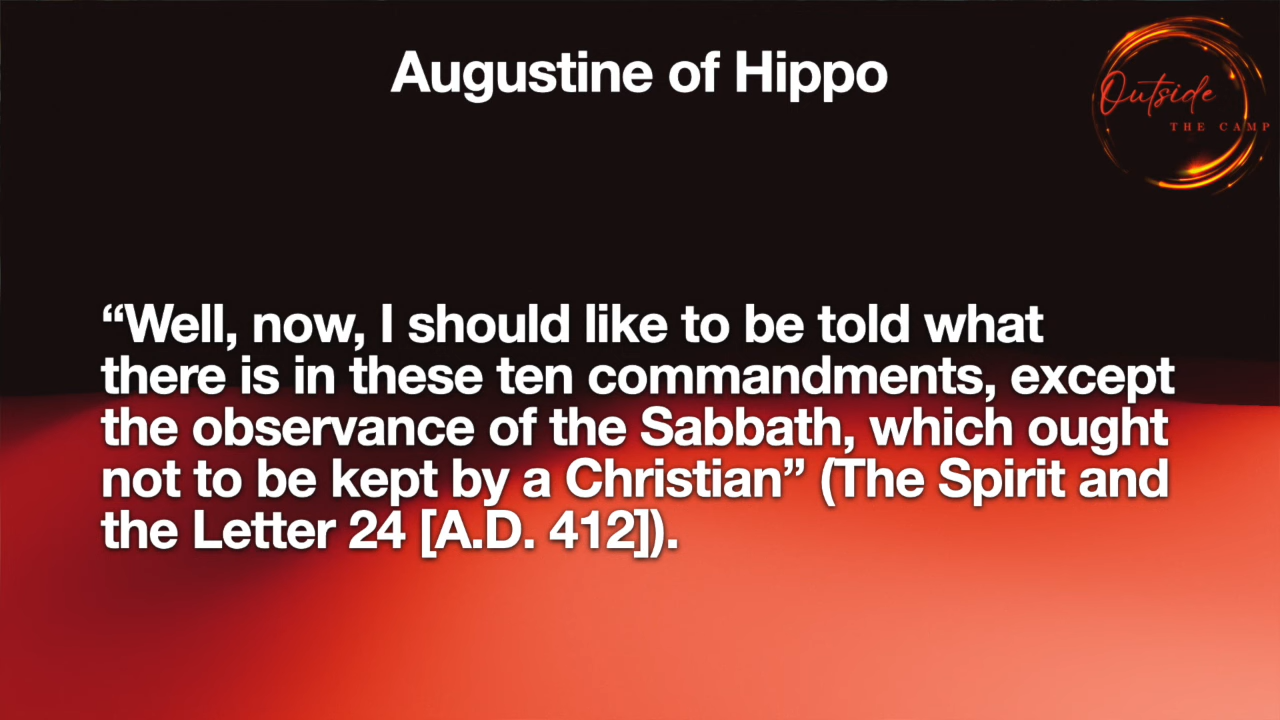 Augustine of Hippo
Outside
THE CAMP
“Well, now, I should like to be told what
there is in these ten commandments, except
the observance of the Sabbath, which ought
not to be kept by a Christian” (The Spirit and
the Letter 24 [A.D. 412]).